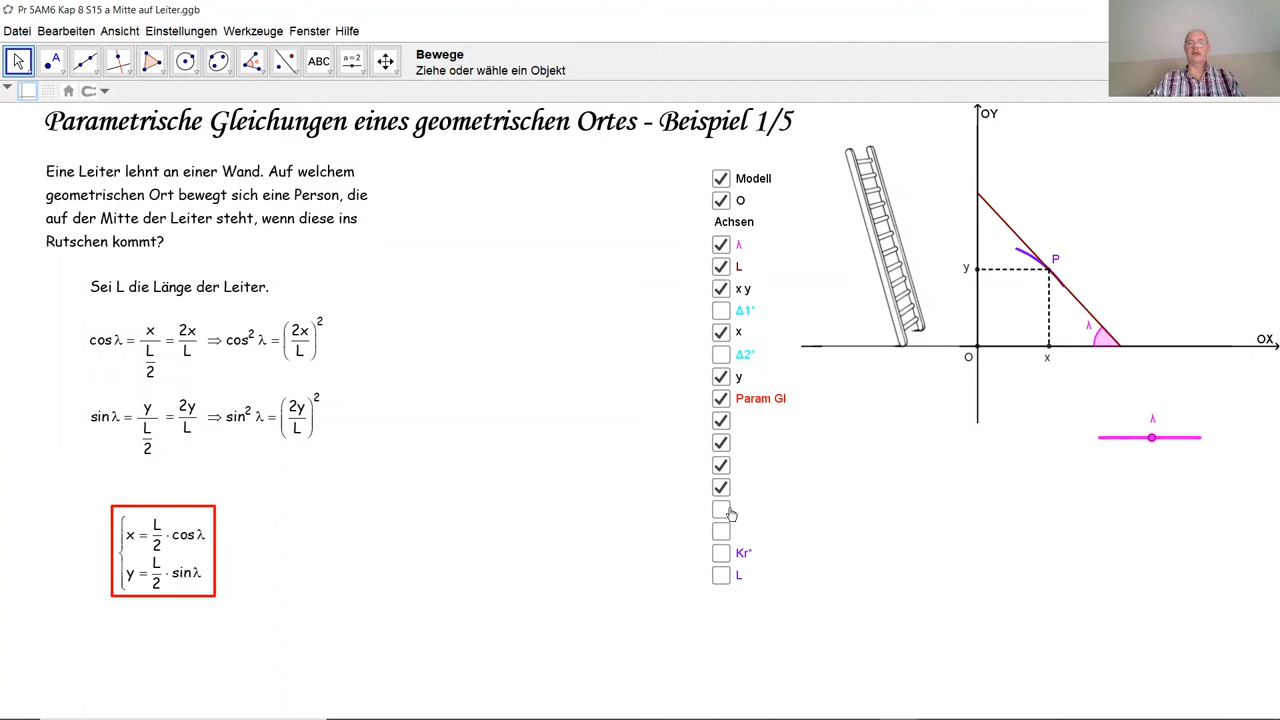 Pr 5AM6 Kap 8 S15 a Mitte auf Leiter.ggb
Datei Bearbeiten Ansicht Einstellungen Werkzeuge Fenster Hilfe
A
ABC
a=2
Bewege
Ziehe oder wähle ein Objekt
Parametrische Gleichungen eines geometrischen Ortes - Beispiel 1/5
Eine Leiter lehnt an einer Wand. Auf welchem
geometrischen Ort bewegt sich eine Person, die
auf der Mitte der Leiter steht, wenn diese ins
Rutschen kommt?
Sei L die Länge der Leiter.
cosλ = x / (L/2) = 2x/L ⇒ cos² λ = (2x/L)²
sinλ = y / (L/2) = 2y/L ⇒ sin² λ = (2y/L)²
{ x = L/2 · cosλ
y = L/2 · sinλ
Modell
O
Achsen
λ
L
x y
Δ1°
x
Δ2°
y
Param Gl
Kr°
L
OY
y
P
λ
OX
O
x
λ